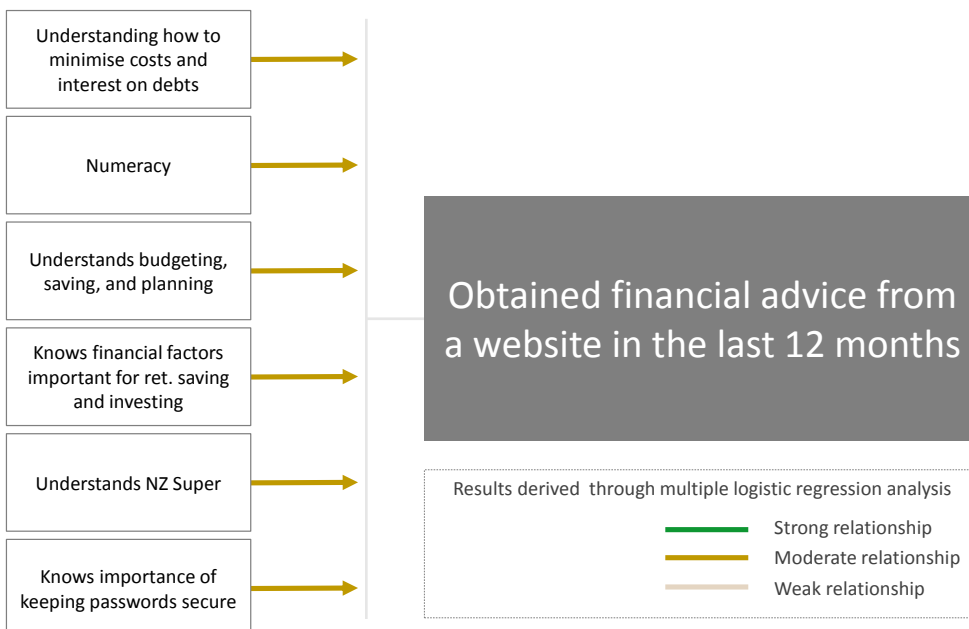 Understanding how to
minimise costs and
interest on debts
Numeracy
Understands budgeting,
saving, and planning
Knows financial factors
important for ret. saving
and investing
Understands NZ Super
Knows importance of
keeping passwords secure
Obtained financial advice from
a website in the last 12 months
Results derived through multiple logistic regression analysis
Strong relationship
Moderate relationship
Weak relationship